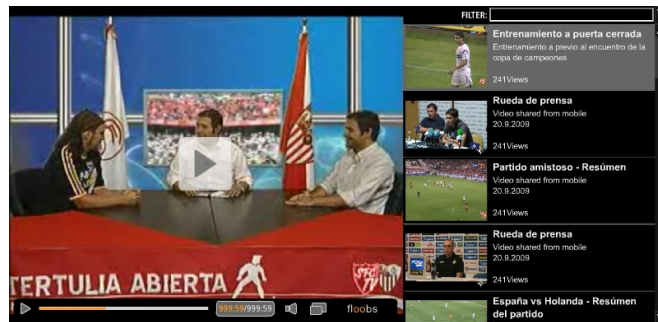 FILTER:
Entrenamiento a puerta cerrada
Entrenamiento a previo al encuentro de la
copa de campeones
241Views
Rueda de prensa
Video shared from mobile
20.9.2009
Partido amistoso - Resúmen
Video shared from mobile
20.9.2009
241Views
Rueda de prensa
Video shared from mobile
20.9.2009
241Views
España vs Holanda - Resúmen
del partido
TERTULIA ABIERTA
SFC
TV
999:59/999:59
floobs